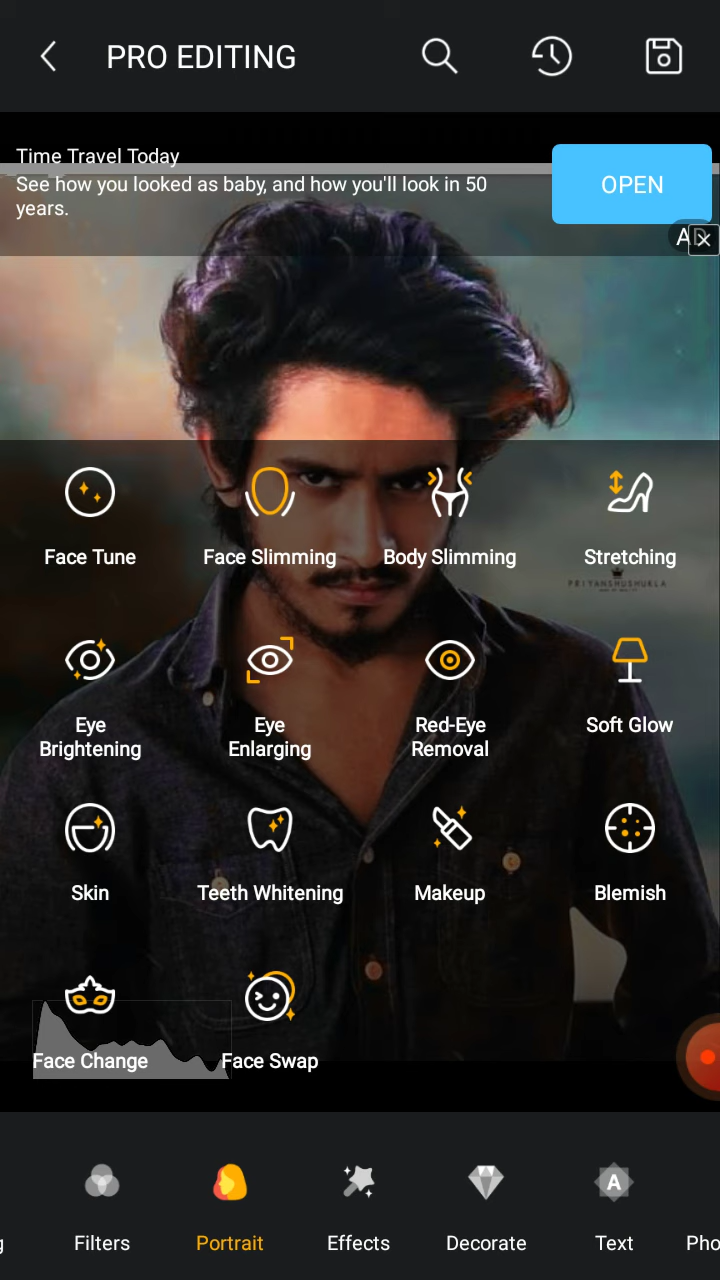 PRO EDITING
Time Travel Today
See how you looked as baby, and how you'll look in 50
years.
OPEN
Face Tune
Face Slimming
Body Slimming
Stretching
PRIYANSHUSHUKLA
Eye
Brightening
Eye
Enlarging
Red-Eye
Removal
Soft Glow
Skin
Teeth Whitening
Makeup
Blemish
Face Change
Face Swap
g
Filters
Portrait
Effects
Decorate
A
Text
Pho